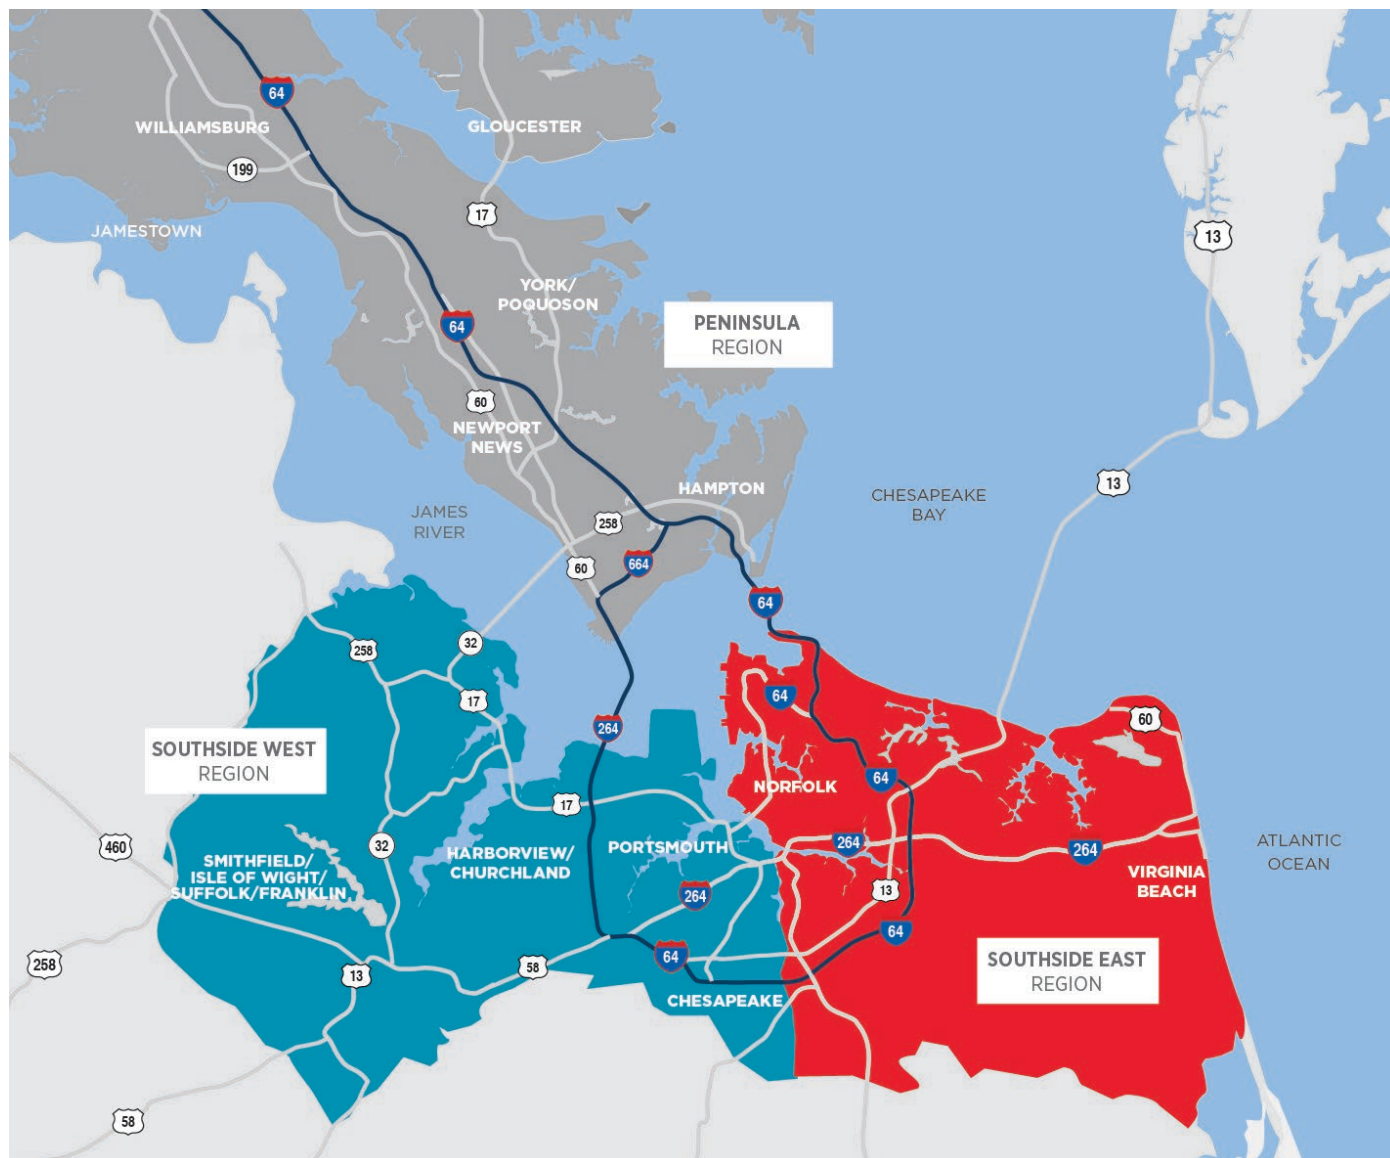 64
WILLIAMSBURG
GLOUCESTER
199
17
JAMESTOWN
13
YORK/
POQUOSON
PENINSULA
REGION
64
60
NEWPORT
NEWS
HAMPTON
13
CHESAPEAKE
BAY
JAMES
RIVER
258
664
60
64
32
258
17
64
60
264
SOUTHSIDE WEST
REGION
64
NORFOLK
17
460
32
264
264
PORTSMOUTH
ATLANTIC
OCEAN
HARBORVIEW/
CHURCHLAND
SMITHFIELD/
ISLE OF WIGHT/
SUFFOLK/FRANKLIN
VIRGINIA
BEACH
264
13
64
258
13
58
64
SOUTHSIDE EAST
REGION
CHESAPEAKE
58